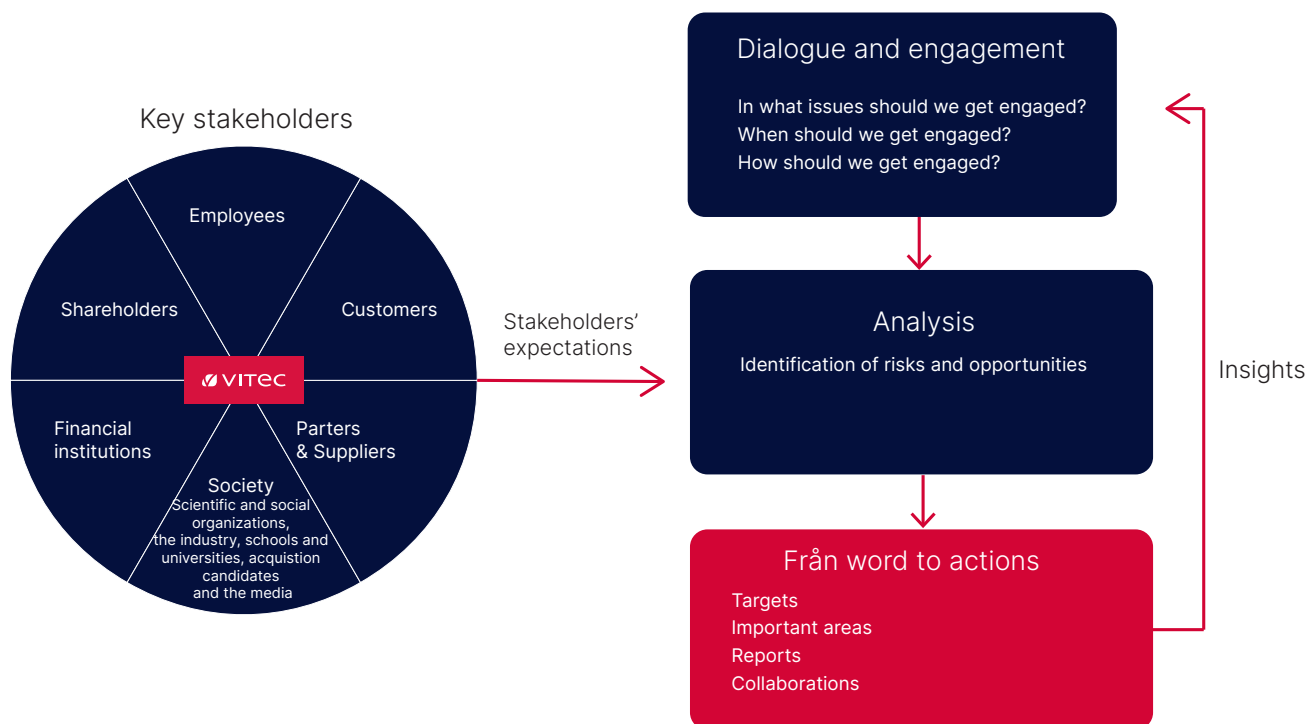 Key stakeholders
Employees
Shareholders
Customers
VITEC
Financial
institutions
Parters
& Suppliers
Society
Scientific and social
organizations,
the industry, schools and
universities, acquistion
candidates
and the media
Stakeholders'
expectations
Dialogue and engagement
In what issues should we get engaged?
When should we get engaged?
How should we get engaged?
Analysis
Identification of risks and opportunities
Från word to actions
Targets
Important areas
Reports
Collaborations
Insights